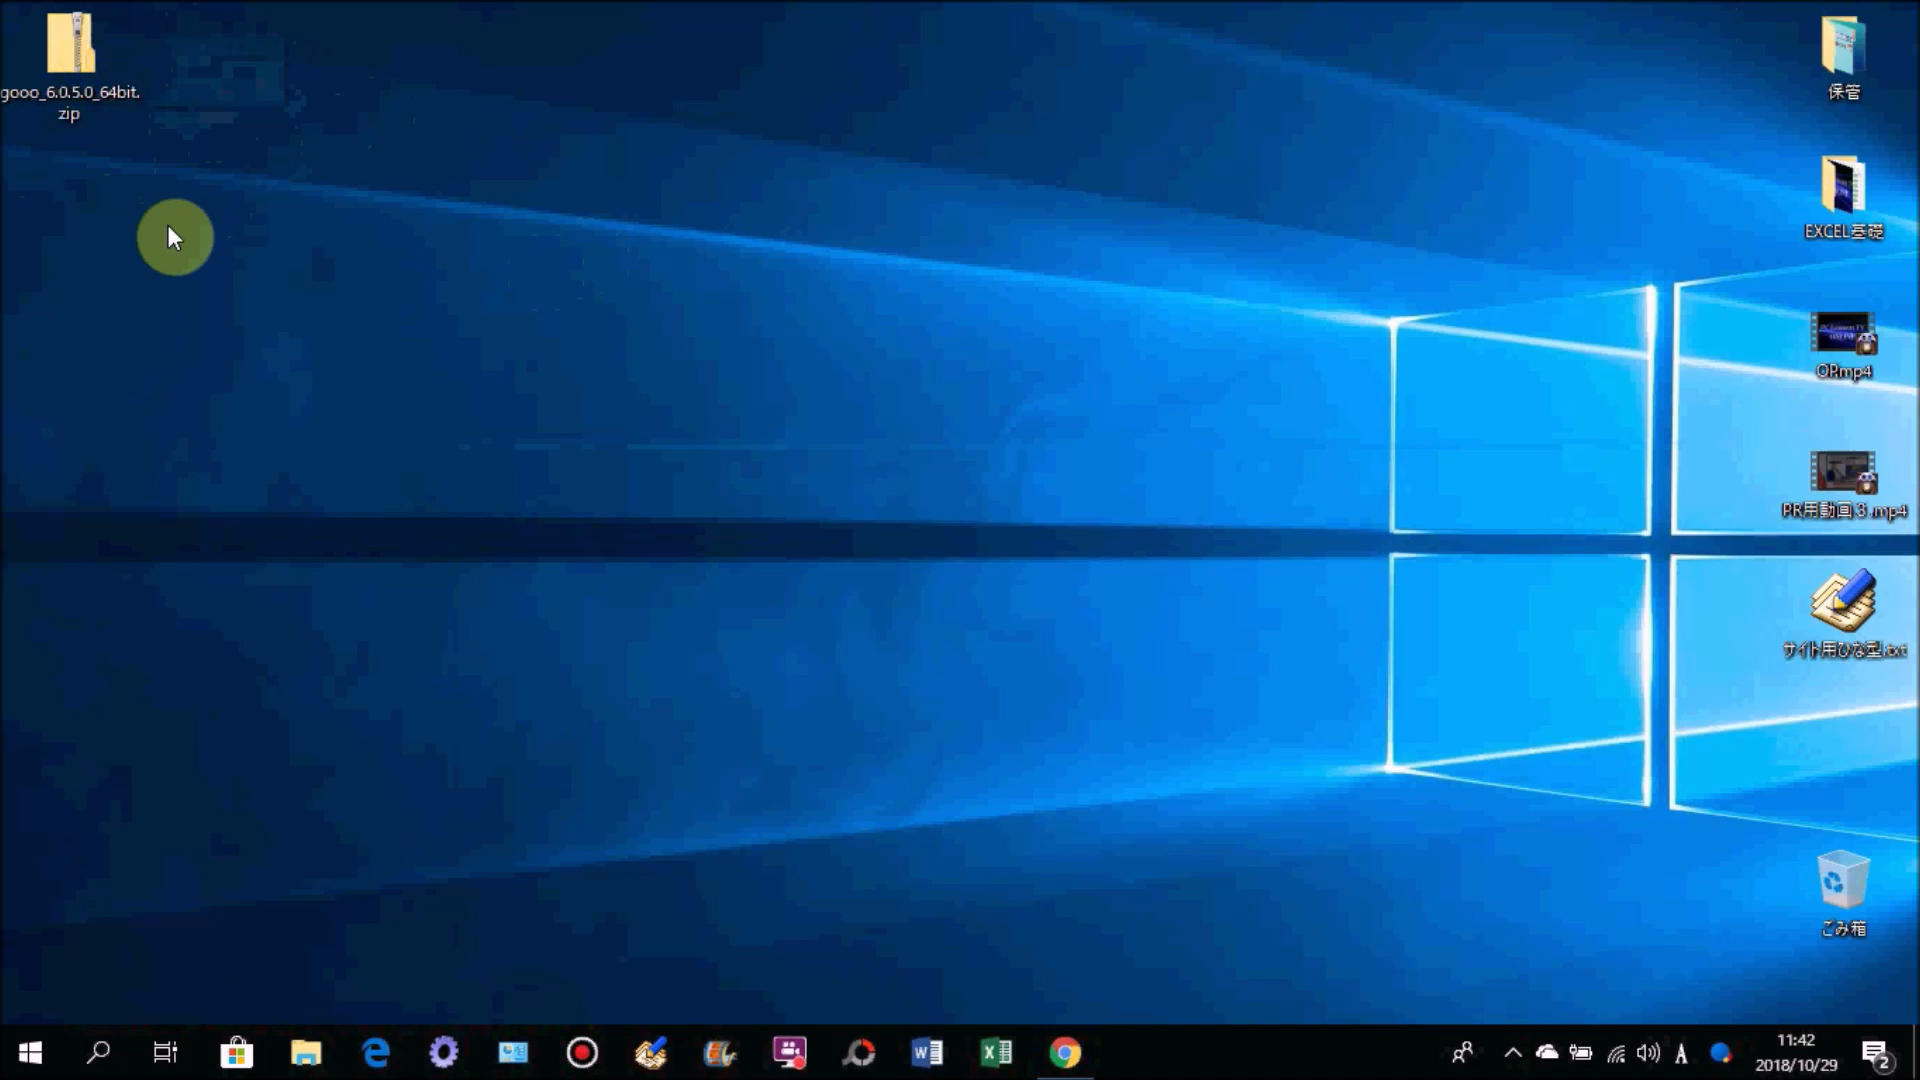 gooo_6.0.5.0_64bit.
zip
保管
EXCEL基礎
OP.mp4
PR用動画３.mp4
サイト用ひな型.txt
ごみ箱
A
11:42
2018/10/29
2